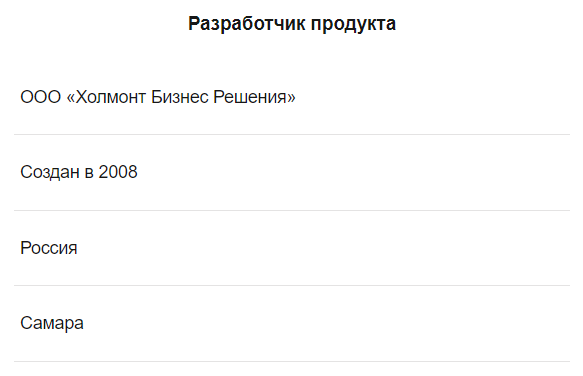 Разработчик продукта
ООО «Холмонт Бизнес Решения»
Создан в 2008
Россия
Самара